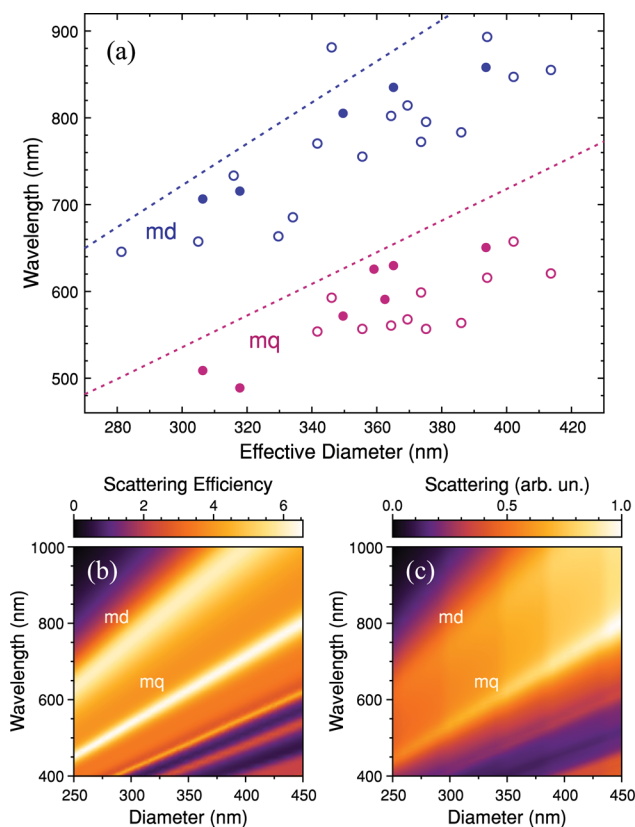 (a)
900
800
700
600
500
Wavelength (nm)
md
mq
280 300 320 340 360 380 400 420
Effective Diameter (nm)
Scattering Efficiency
0 2 4 6
(b)
md
mq
1000
800
600
400
Wavelength (nm)
250 300 350 400 450
Diameter (nm)
Scattering (arb. un.)
0.0 0.5 1.0
(c)
md
mq
1000
800
600
400
Wavelength (nm)
250 300 350 400 450
Diameter (nm)